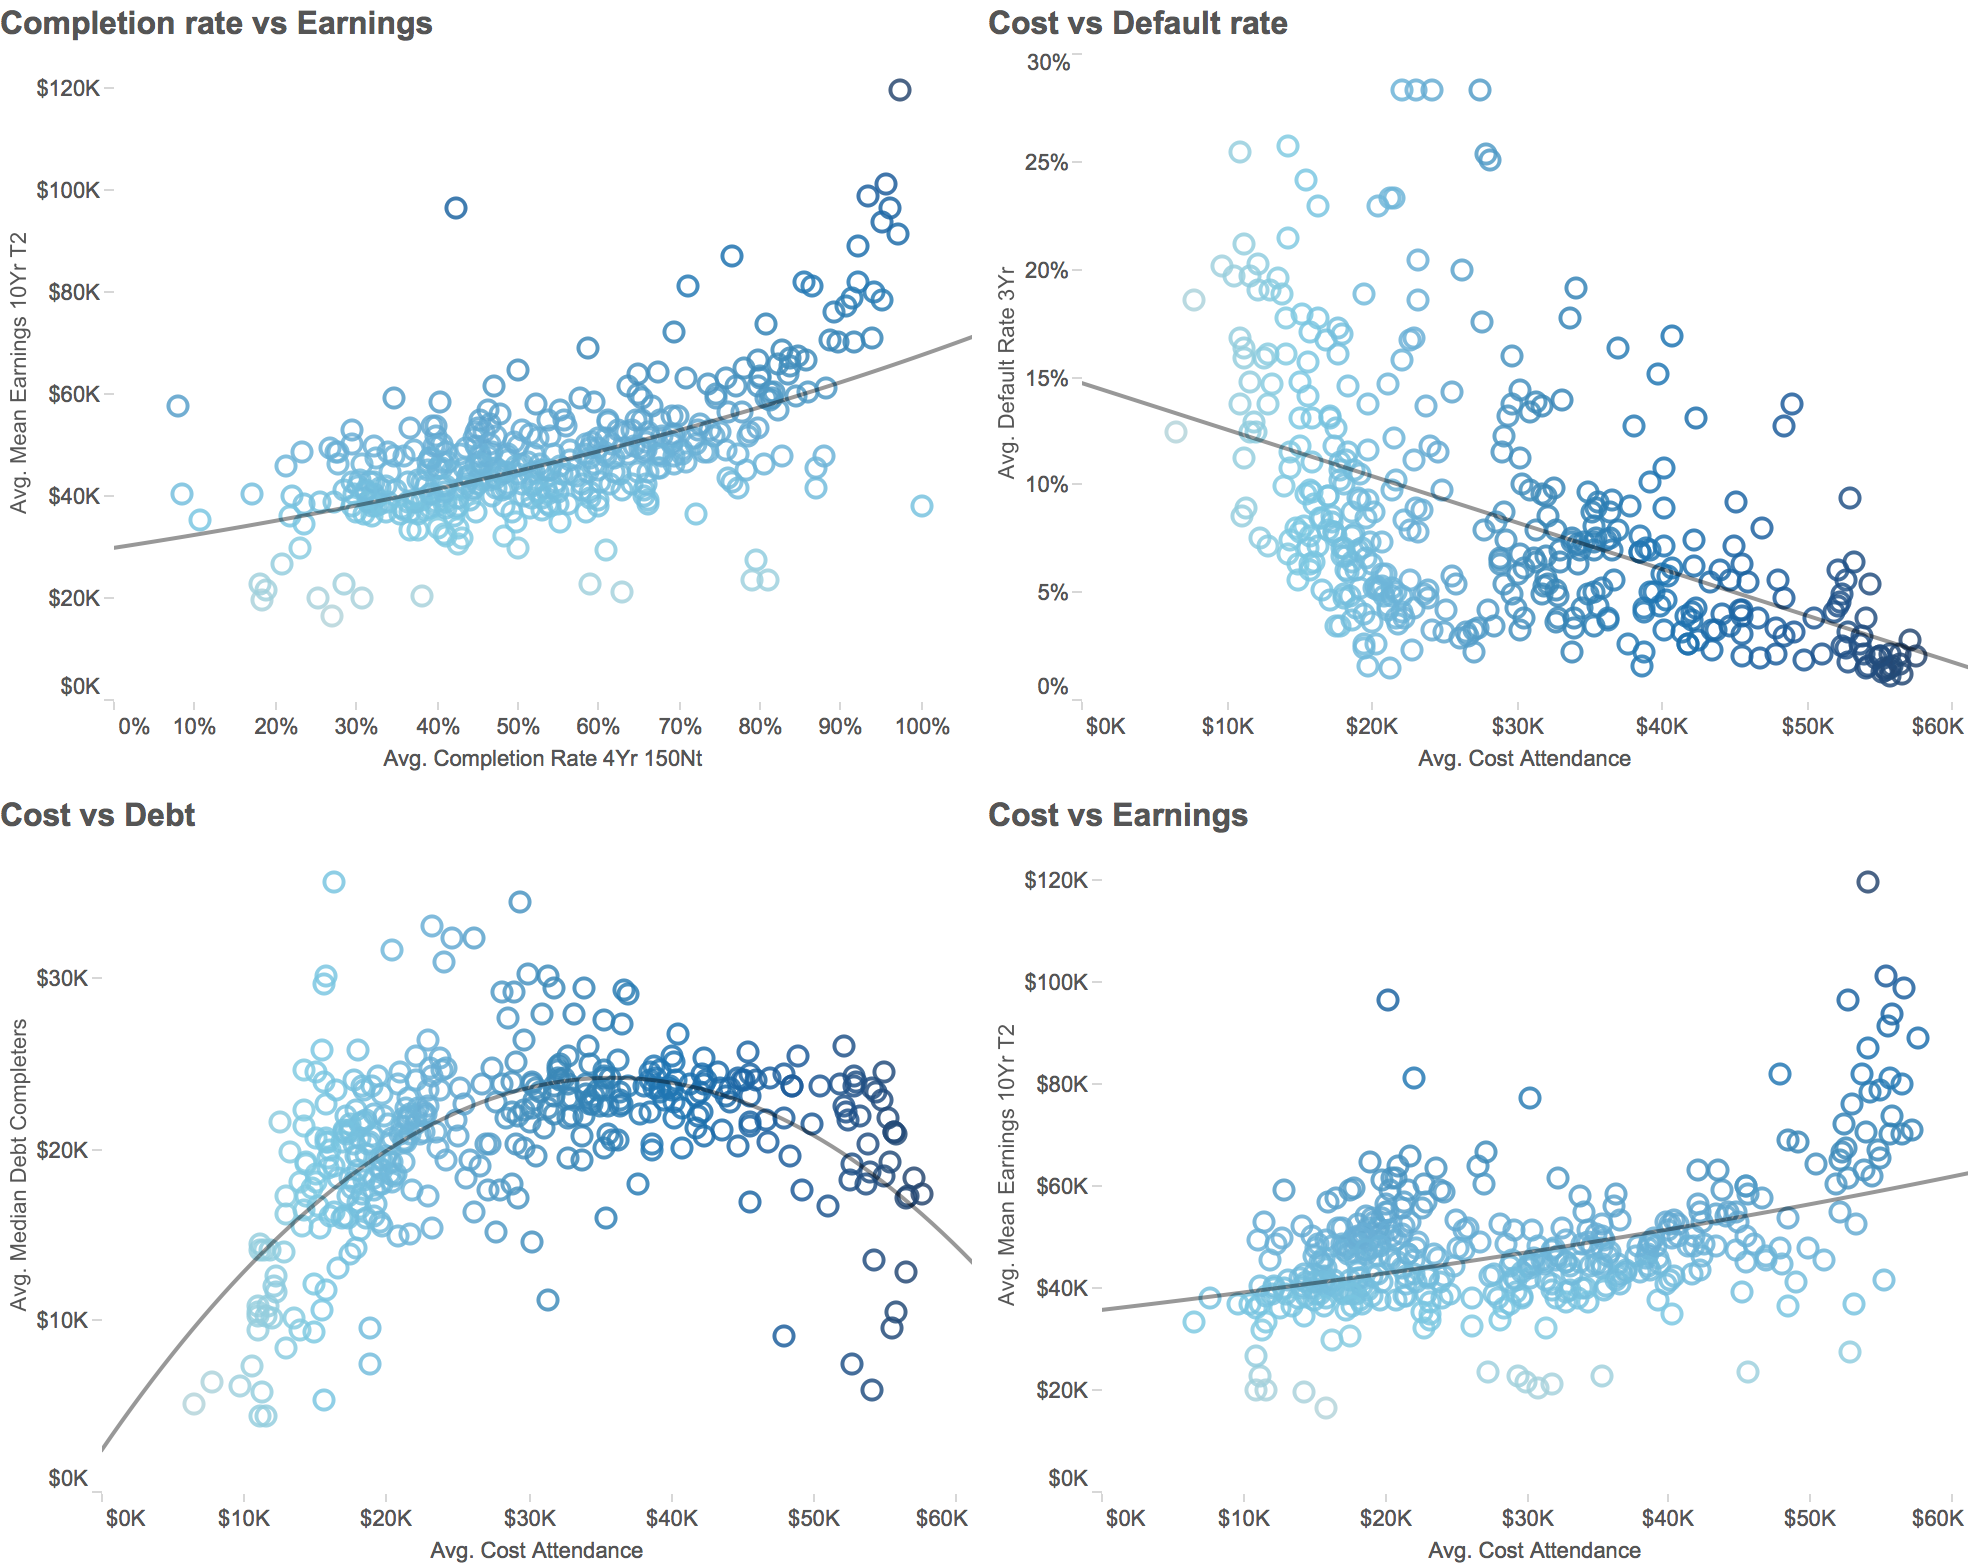 Completion rate vs Earnings
$120K
$100K
$80K
$60K
$40K
$20K
$0K
Avg. Mean Earnings 10Yr T2
0% 10% 20% 30% 40% 50% 60% 70% 80% 90% 100%
Avg. Completion Rate 4Yr 150Nt
Cost vs Default rate
30%
25%
20%
15%
10%
5%
0%
Avg. Default Rate 3Yr
$0K $10K $20K $30K $40K $50K $60K
Avg. Cost Attendance
Cost vs Debt
$30K
$20K
$10K
$0K
Avg. Median Debt Completers
$0K $10K $20K $30K $40K $50K $60K
Avg. Cost Attendance
Cost vs Earnings
$120K
$100K
$80K
$60K
$40K
$20K
$0K
Avg. Mean Earnings 10Yr T2
$0K $10K $20K $30K $40K $50K $60K
Avg. Cost Attendance